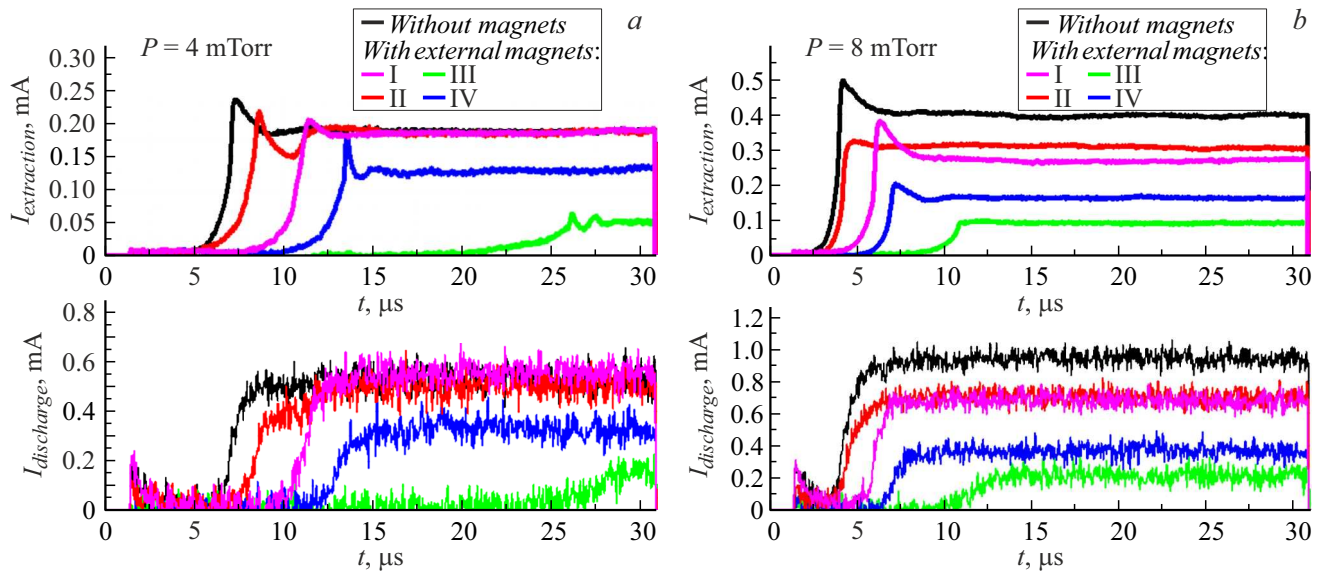 Without magnets
With external magnets:
I III
II IV
a
P = 4 mTorr
I_extraction, mA
0.30
0.25
0.20
0.15
0.10
0.05
0
0 5 10 15 20 25 30
t, μs
I_discharge, mA
0.8
0.6
0.4
0.2
0
0 5 10 15 20 25 30
t, μs
Without magnets
With external magnets:
I III
II IV
b
P = 8 mTorr
I_extraction, mA
0.5
0.4
0.3
0.2
0.1
0
0 5 10 15 20 25 30
t, μs
I_discharge, mA
1.2
1.0
0.8
0.6
0.4
0.2
0
0 5 10 15 20 25 30
t, μs